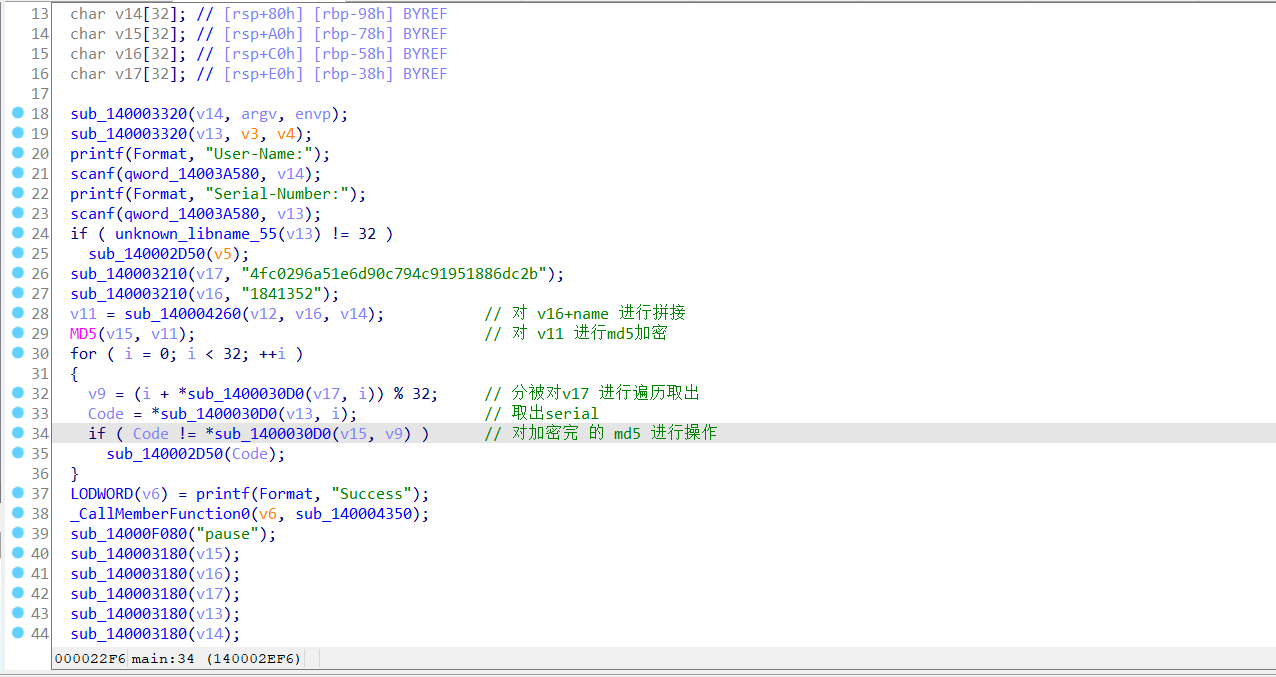 13 char v14[32]; // [rsp+80h] [rbp-98h] BYREF
14 char v15[32]; // [rsp+A0h] [rbp-78h] BYREF
15 char v16[32]; // [rsp+C0h] [rbp-58h] BYREF
16 char v17[32]; // [rsp+E0h] [rbp-38h] BYREF
17
18 sub_140003320(v14, argv, envp);
19 sub_140003320(v13, v3, v4);
20 printf(Format, "User-Name:");
21 scanf(qword_14003A580, v14);
22 printf(Format, "Serial-Number:");
23 scanf(qword_14003A580, v13);
24 if ( unknown_libname_55(v13) != 32 )
25 sub_140002D50(v5);
26 sub_140003210(v17, "4fc0296a51e6d90c794c91951886dc2b");
27 sub_140003210(v16, "1841352");
28 v11 = sub_140004260(v12, v16, v14); // 对 v16+name 进行拼接
29 MD5(v15, v11); // 对 v11 进行md5加密
30 for ( i = 0; i < 32; ++i )
31 {
32 v9 = (i + *sub_1400030D0(v17, i)) % 32; // 分被对v17 进行遍历取出
33 Code = *sub_1400030D0(v13, i); // 取出serial
34 if ( Code != *sub_1400030D0(v15, v9) ) // 对加密完 的 md5 进行操作
35 sub_140002D50(Code);
36 }
37 LODWORD(v6) = printf(Format, "Success");
38 _CallMemberFunction0(v6, sub_140004350);
39 sub_14000F080("pause");
40 sub_140003180(v15);
41 sub_140003180(v16);
42 sub_140003180(v17);
43 sub_140003180(v13);
44 sub_140003180(v14);
000022F6 main:34 (140002EF6)